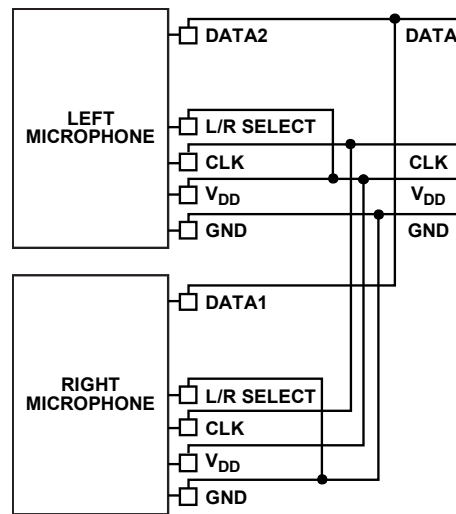 DATA2 DATA
LEFT
MICROPHONE
L/R SELECT
CLK CLK
VDD VDD
GND GND
DATA1
RIGHT
MICROPHONE
L/R SELECT
CLK
VDD
GND